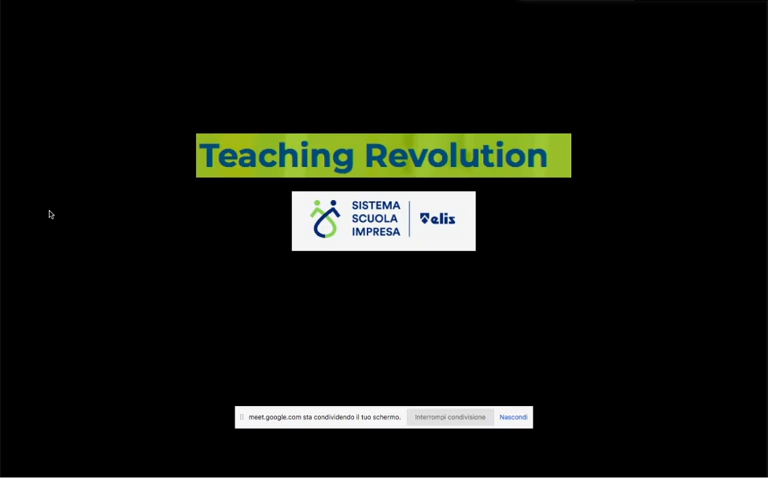 Teaching Revolution
SISTEMA
SCUOLA
IMPRESA
elis
meet.google.com sta condividendo il tuo schermo.
Interrompi condivisione
Nascondi